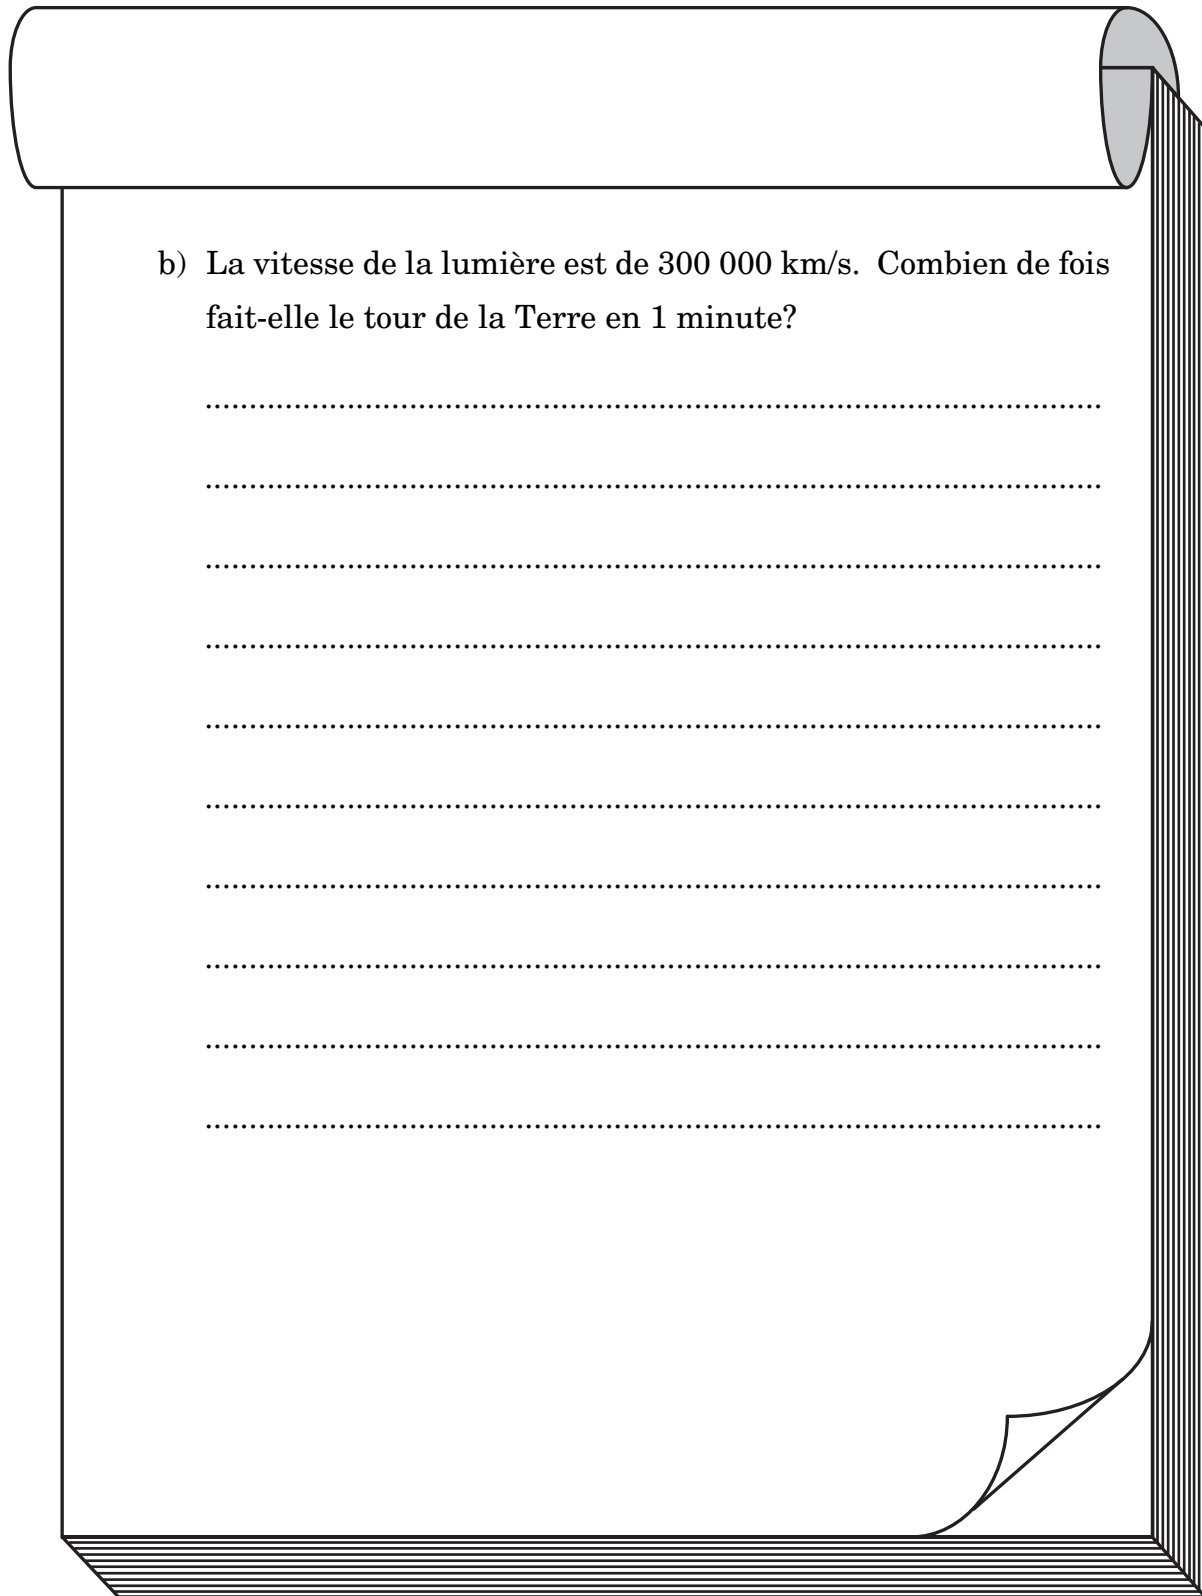 b) La vitesse de la lumière est de 300 000 km/s. Combien de fois
fait-elle le tour de la Terre en 1 minute?